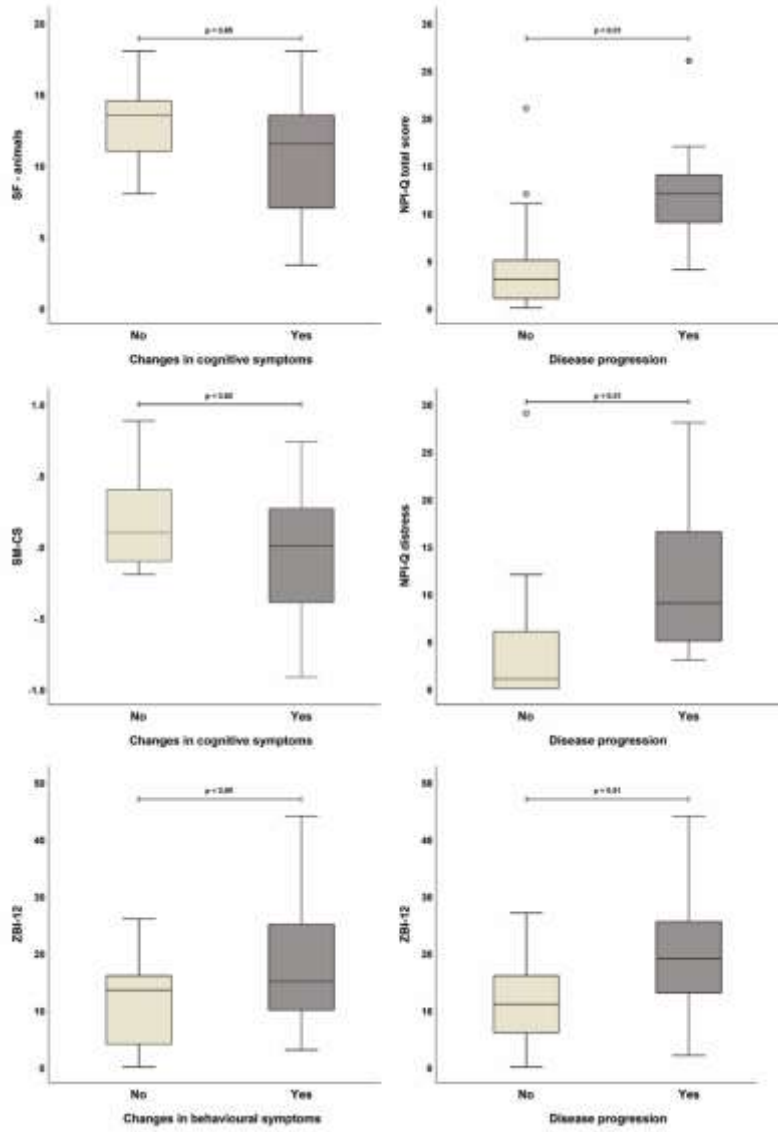 20
15
10
5
0
SF - animals
No
Yes
Changes in cognitive symptoms
30
25
20
15
10
5
0
NPI-Q total score
p < 0.01
No
Yes
Disease progression
1.0
.5
.0
-.5
-1.0
SM-CS
No
Yes
Changes in cognitive symptoms
30
25
20
15
10
5
0
NPI-Q distress
p < 0.01
No
Yes
Disease progression
50
40
30
20
10
0
ZBI-12
No
Yes
Changes in behavioural symptoms
50
40
30
20
10
0
ZBI-12
p < 0.01
No
Yes
Disease progression